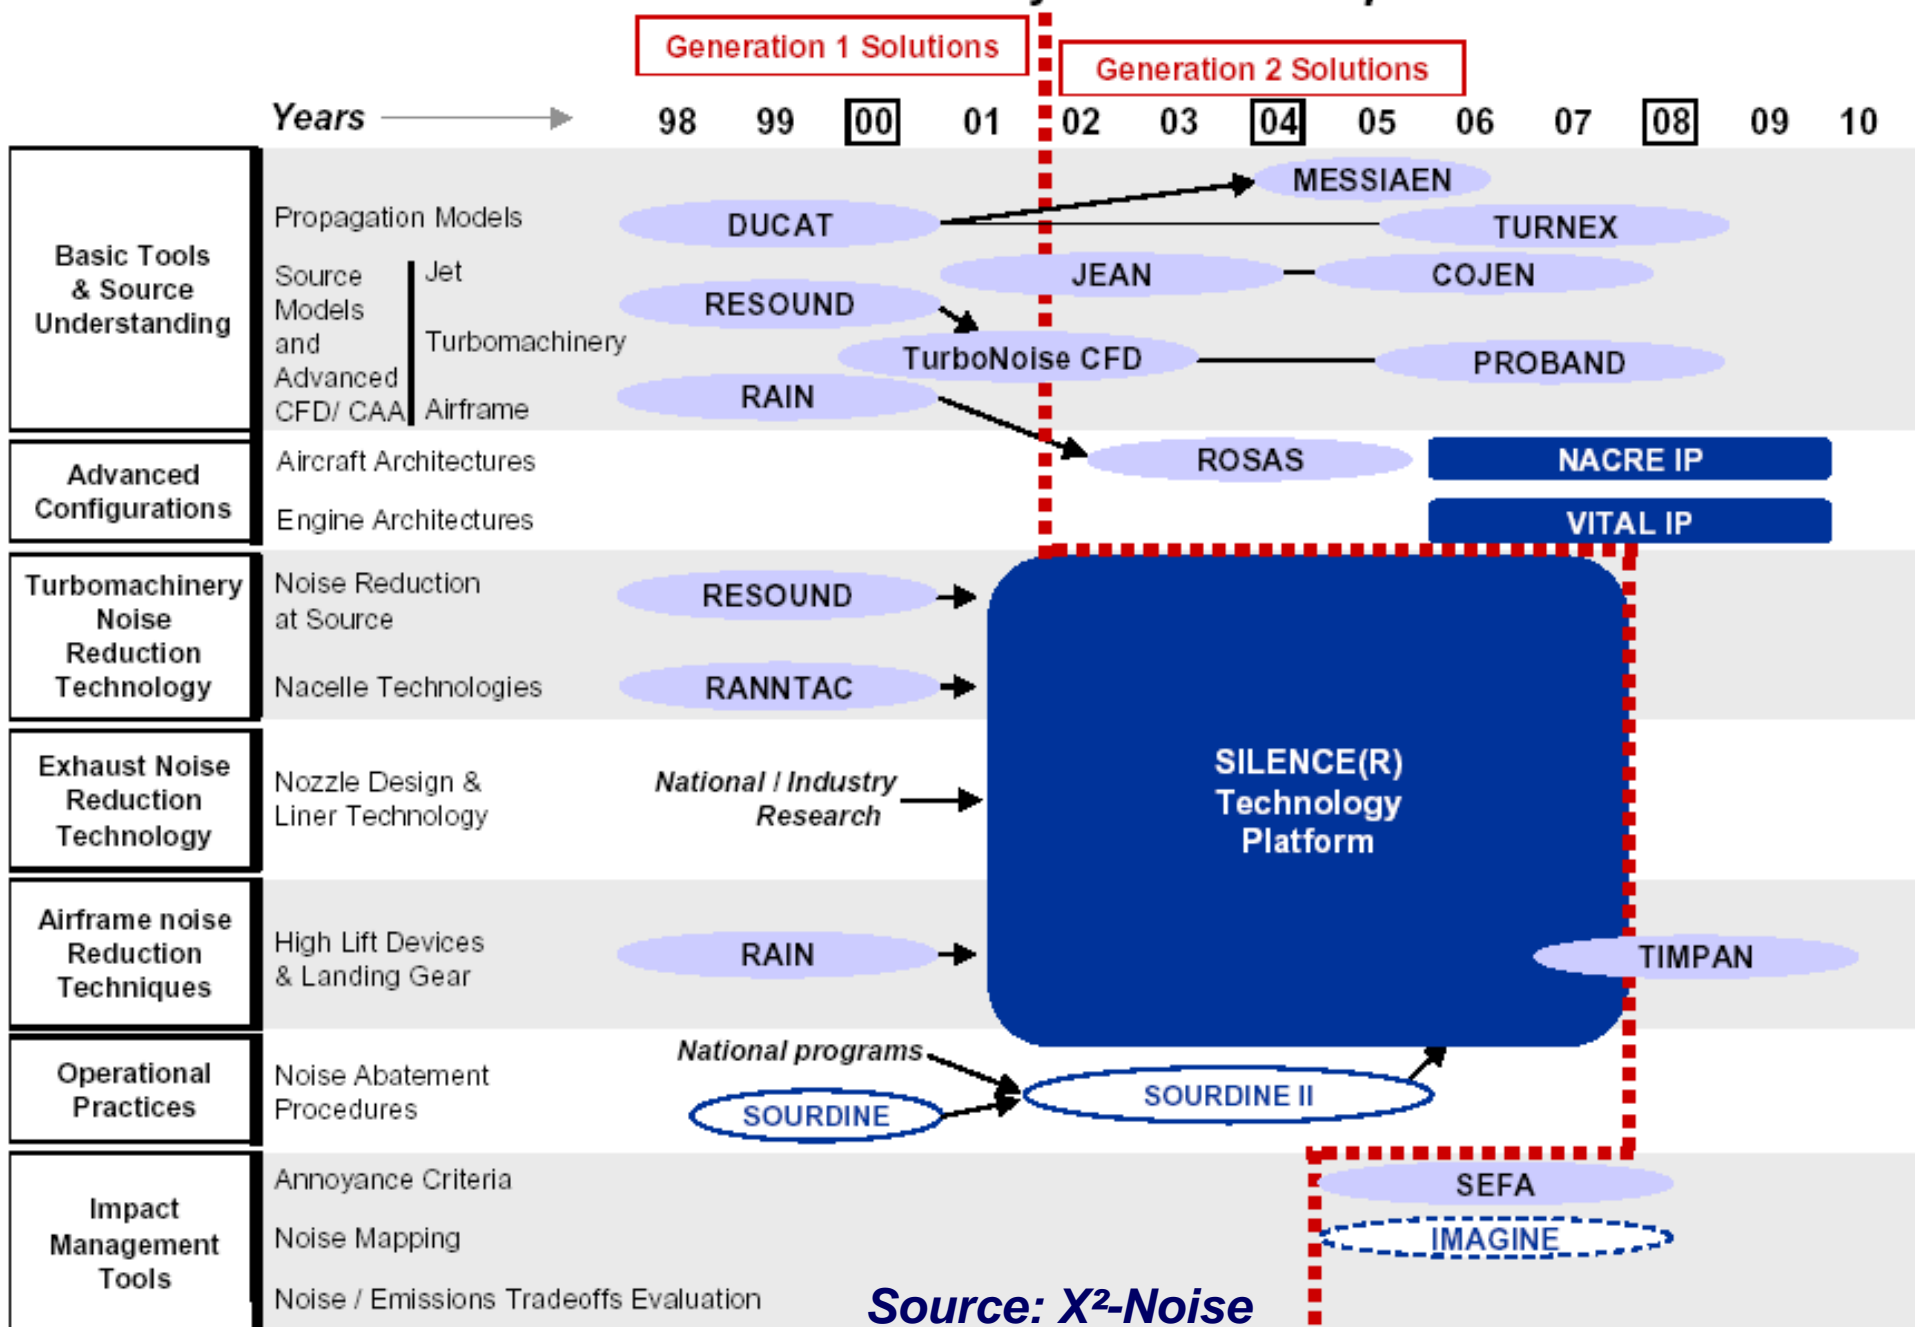 Generation 1 Solutions
Generation 2 Solutions
Years
98 99 00 01 02 03 04 05 06 07 08 09 10
Basic Tools
& Source
Understanding
Propagation Models
Source
Models
and
Advanced
CFD/ CAA
Jet
Turbomachinery
Airframe
MESSIAEN
DUCAT
TURNEX
JEAN
COJEN
RESOUND
TurboNoise CFD
PROBAND
RAIN
Advanced
Configurations
Aircraft Architectures
ROSAS
NACRE IP
Engine Architectures
VITAL IP
Turbomachinery
Noise
Reduction
Technology
Noise Reduction
at Source
RESOUND
Nacelle Technologies
RANNTAC
Exhaust Noise
Reduction
Technology
Nozzle Design &
Liner Technology
National / Industry
Research
SILENCE(R)
Technology
Platform
Airframe noise
Reduction
Techniques
High Lift Devices
& Landing Gear
RAIN
TIMPAN
Operational
Practices
Noise Abatement
Procedures
National programs
SOURDINE
SOURDINE II
Impact
Management
Tools
Annoyance Criteria
SEFA
Noise Mapping
IMAGINE
Noise / Emissions Tradeoffs Evaluation
Source: X²-Noise